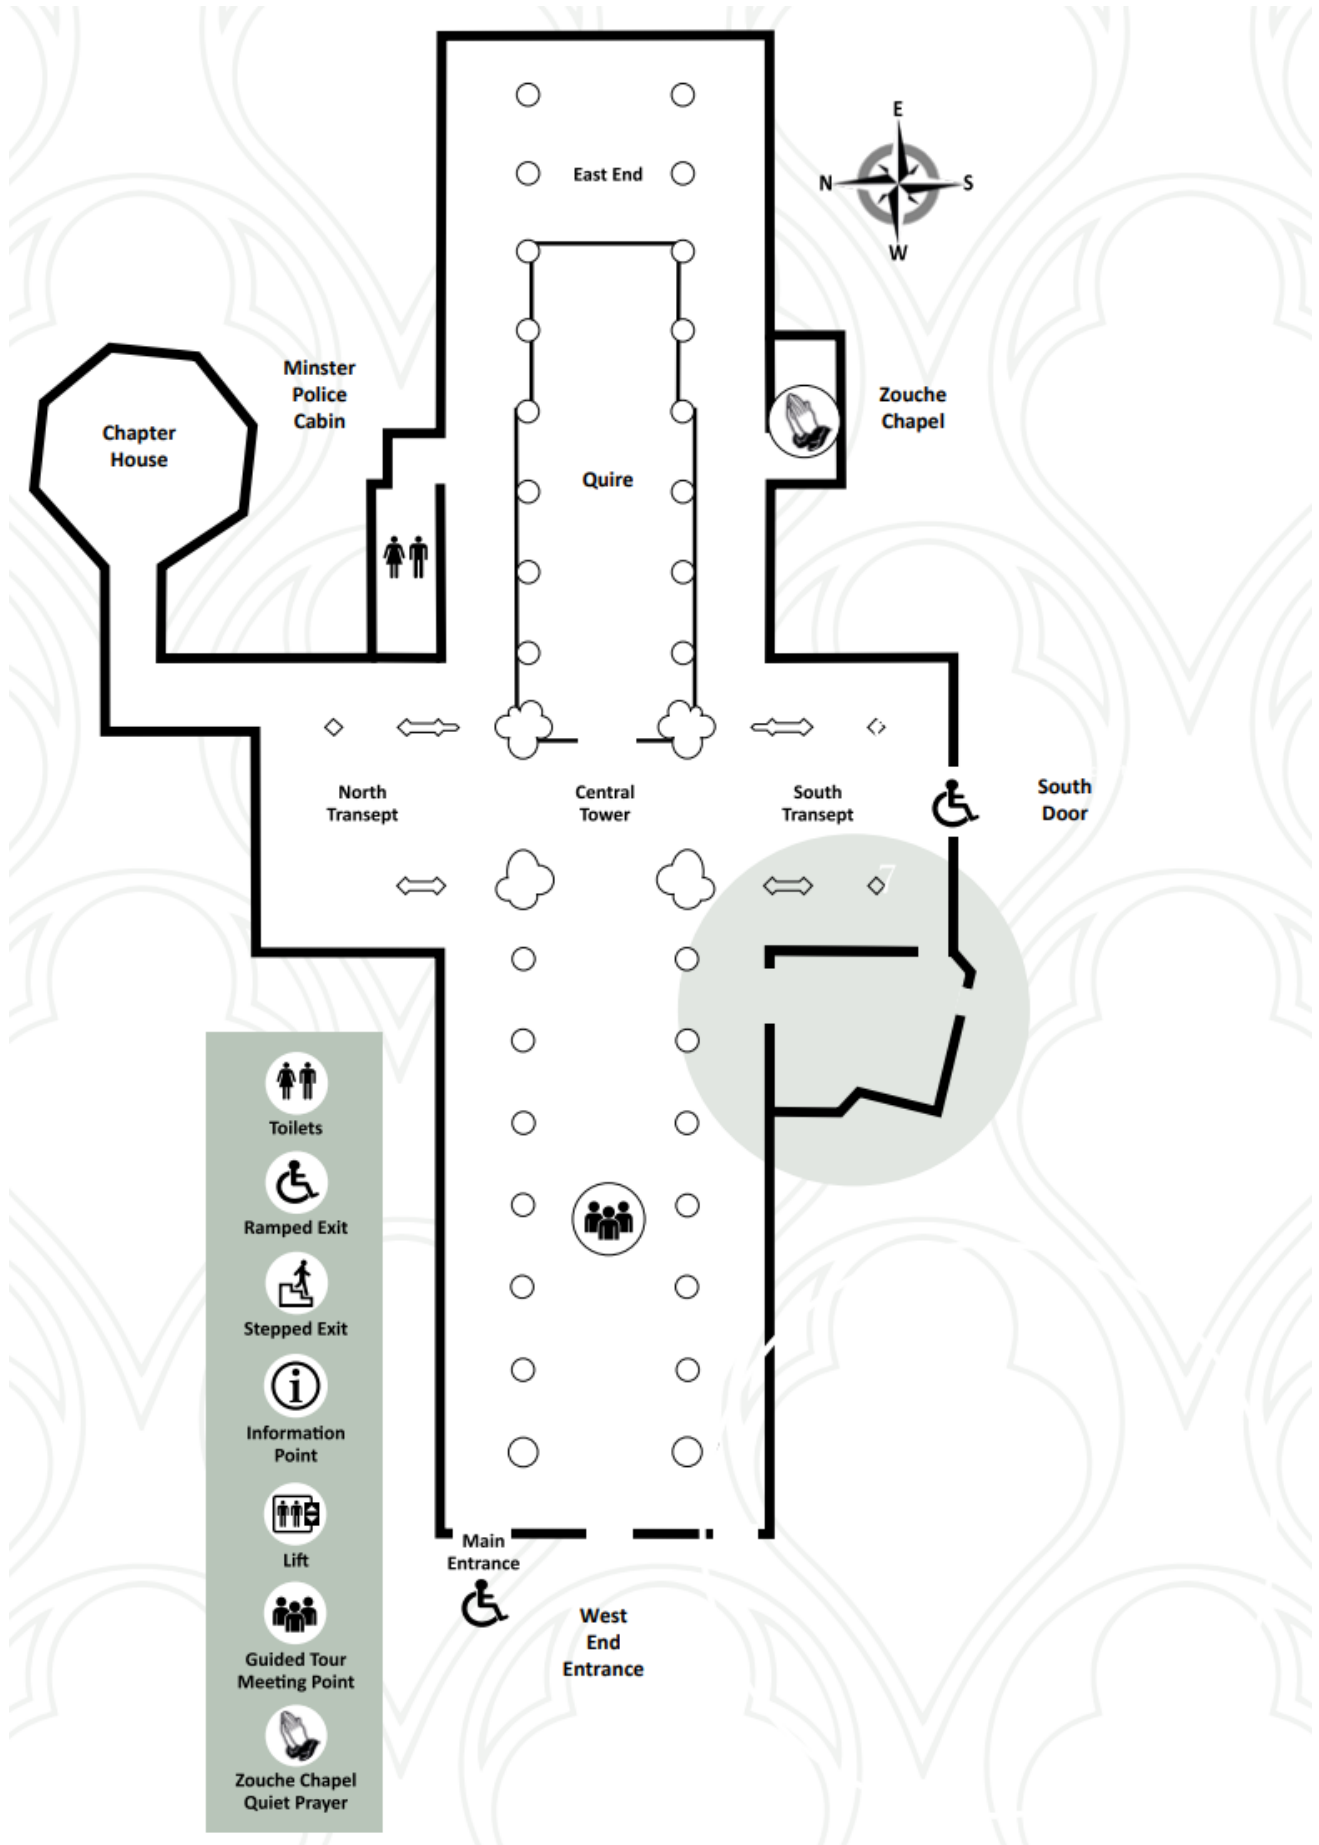 E
N
S
W
East End
Minster
Police
Cabin
Zouche
Chapel
Chapter
House
Quire
North
Transept
Central
Tower
South
Transept
South
Door
7
Toilets
Ramped Exit
Stepped Exit
i
Information
Point
Lift
Guided Tour
Meeting Point
Zouche Chapel
Quiet Prayer
Main
Entrance
West
End
Entrance